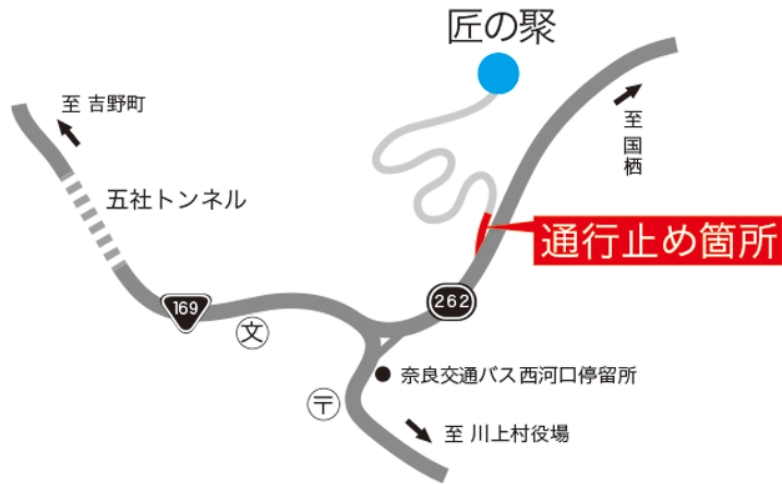 匠の聚
至 吉野町
至 国栖
五社トンネル
通行止め箇所
262
169
文
奈良交通バス 西河口停留所
〒
至 川上村役場